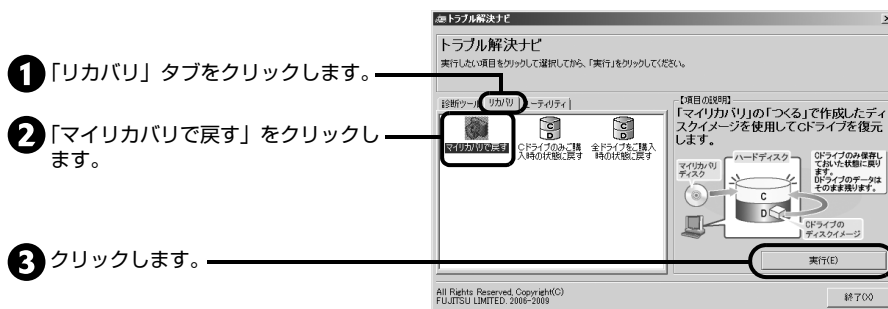 トラブル解決ナビ
トラブル解決ナビ
実行したい項目をクリックして選択してから、「実行」をクリックしてください。
❶「リカバリ」タブをクリックします。
診断ツール リカバリ ユーティリティ
❷「マイリカバリで戻す」をクリックし
ます。
マイリカバリで戻す
Cドライブのみご購
入時の状態に戻す
全ドライブをご購入
時の状態に戻す
【項目の説明】
「マイリカバリ」の「つくる」で作成したディ
スクイメージを使用してCドライブを復元
します。
マイリカバリ
ディスク
ハードディスク
C
D
Cドライブのみ保存し
ておいた状態に戻り
ます。
Dドライブのデータは
そのまま残ります。
Cドライブの
ディスクイメージ
❸クリックします。
実行(E)
All Rights Reserved, Copyright(C)
FUJITSU LIMITED. 2006-2009
終了(X)